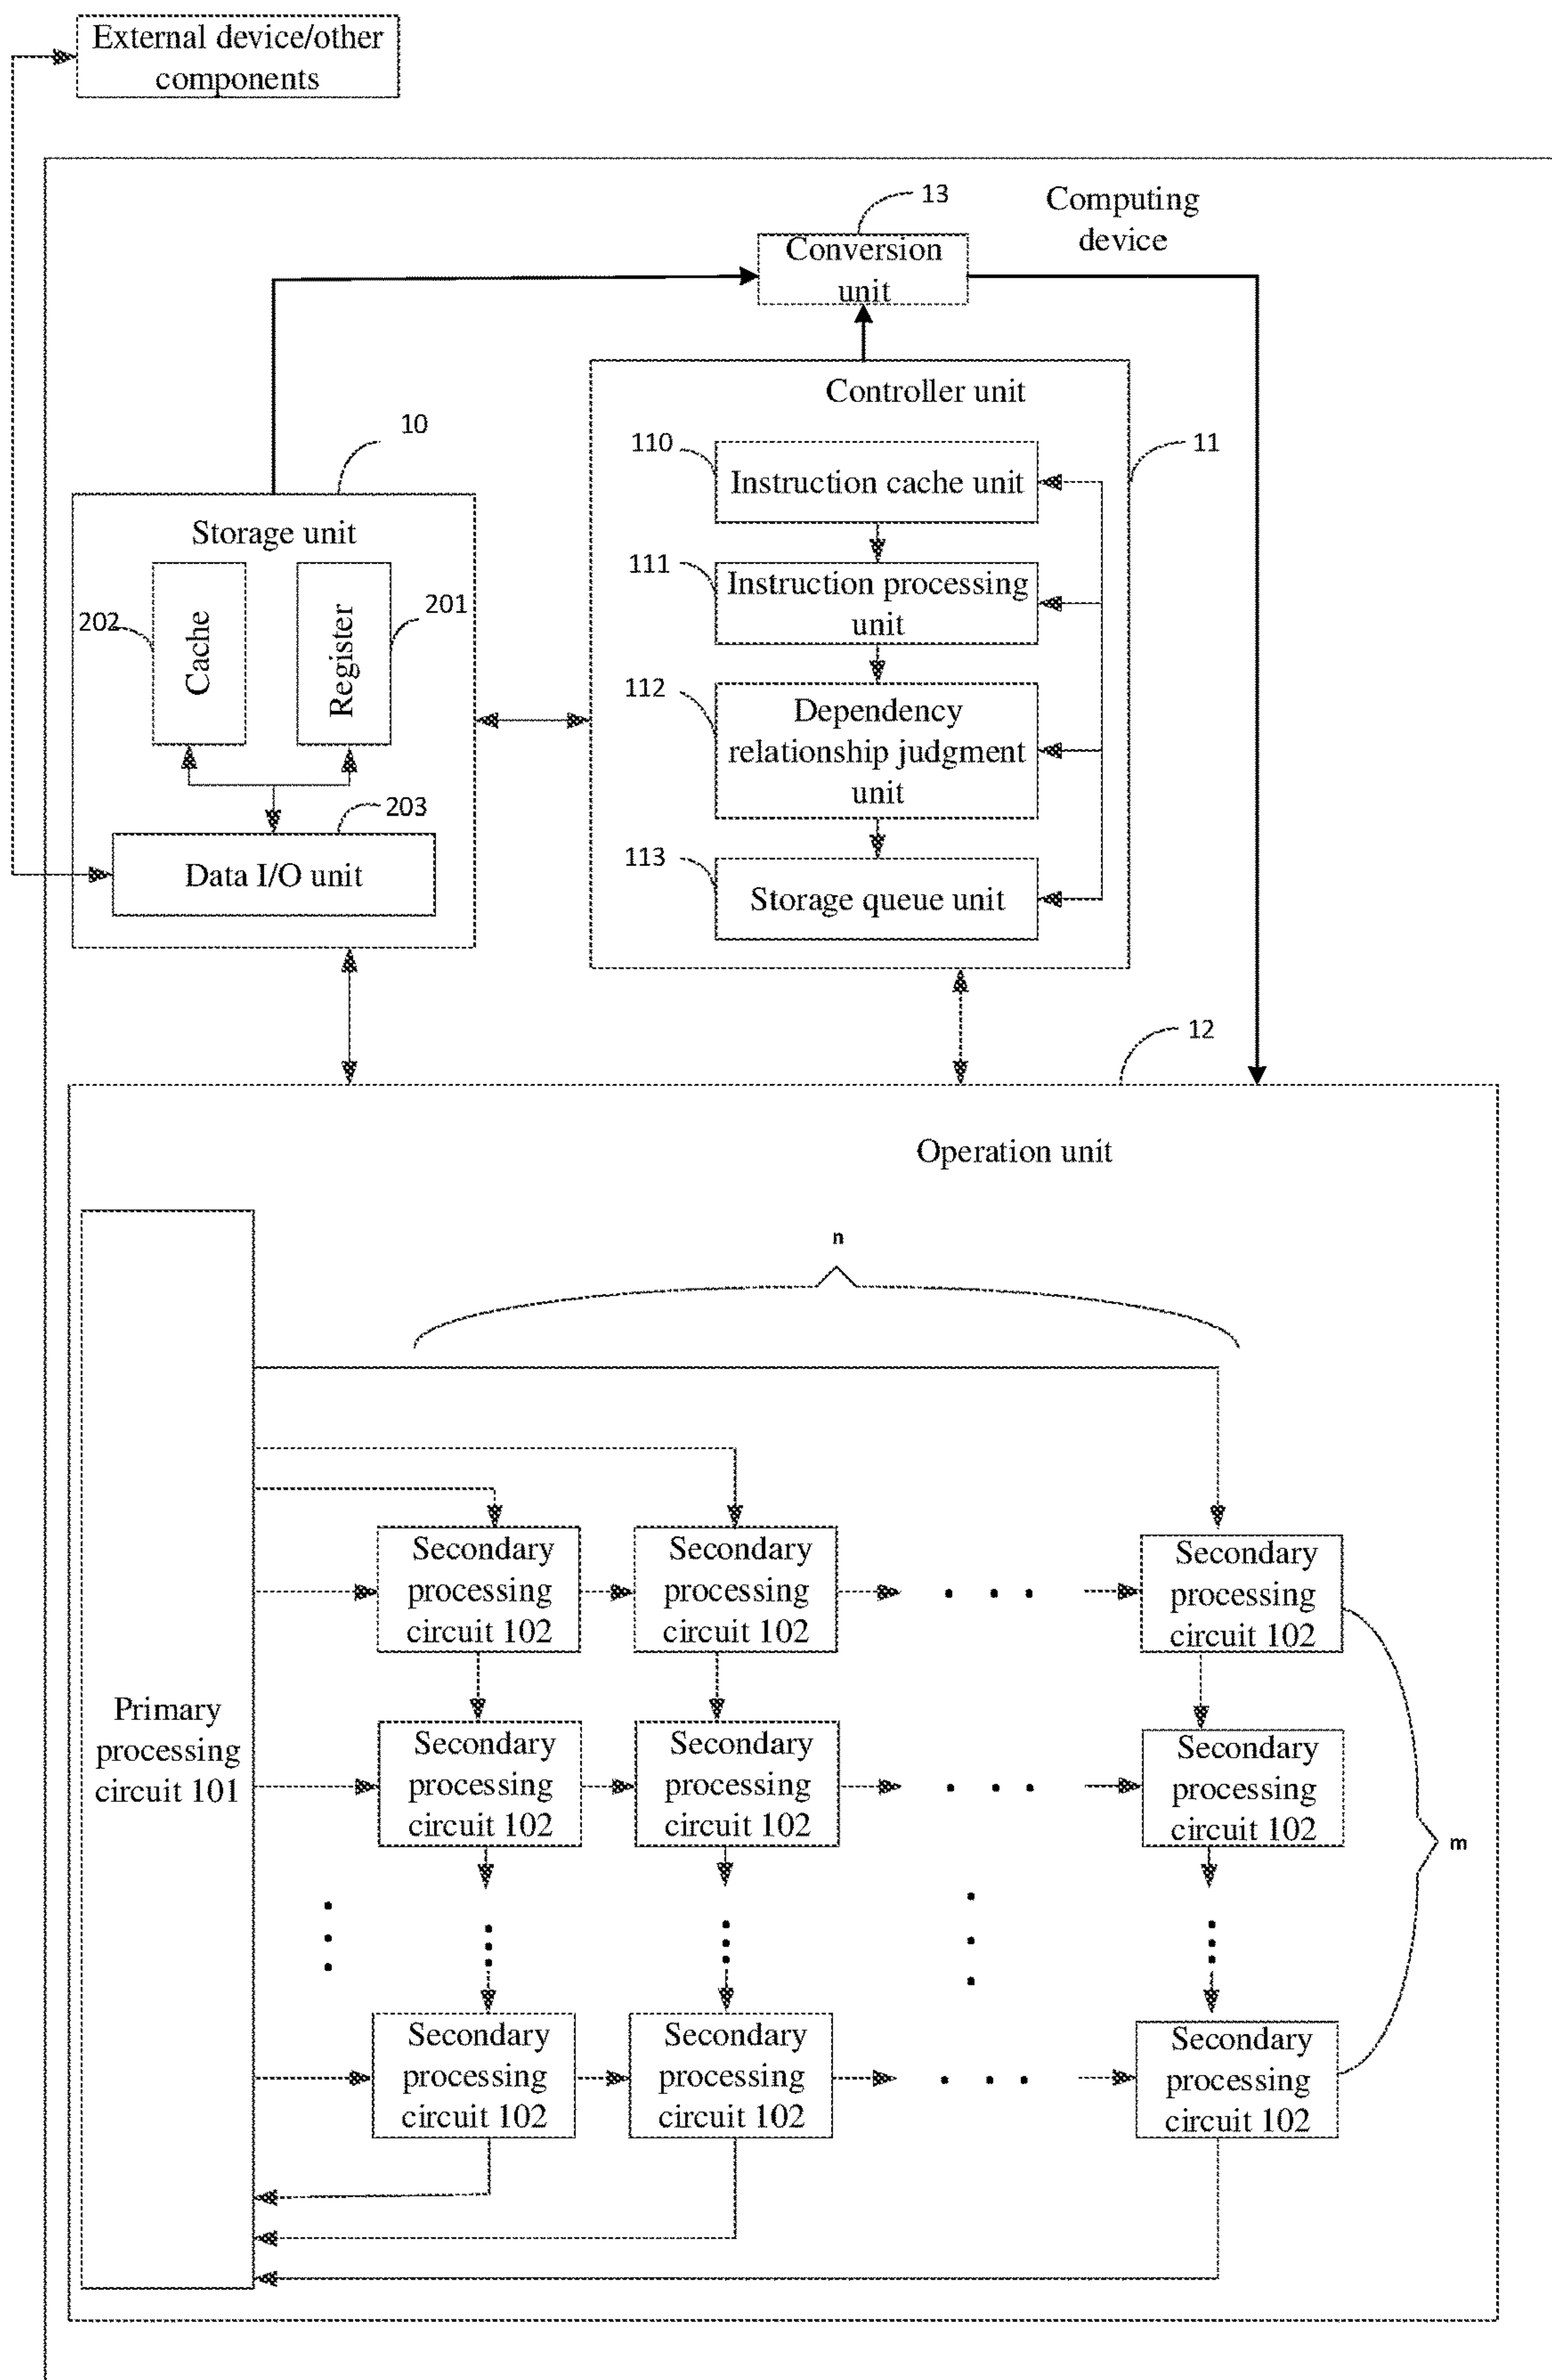 External device/other
components
13
Computing
device
Conversion
unit
Controller unit
10
110
11
Instruction cache unit
Storage unit
111
Instruction processing
unit
202
Cache
Register
201
112
Dependency
relationship judgment
unit
203
Data I/O unit
113
Storage queue unit
12
Operation unit
n
Secondary
processing
circuit 102
Secondary
processing
circuit 102
. . .
Secondary
processing
circuit 102
Primary
processing
circuit 101
Secondary
processing
circuit 102
Secondary
processing
circuit 102
. . .
Secondary
processing
circuit 102
m
Secondary
processing
circuit 102
Secondary
processing
circuit 102
. . .
Secondary
processing
circuit 102